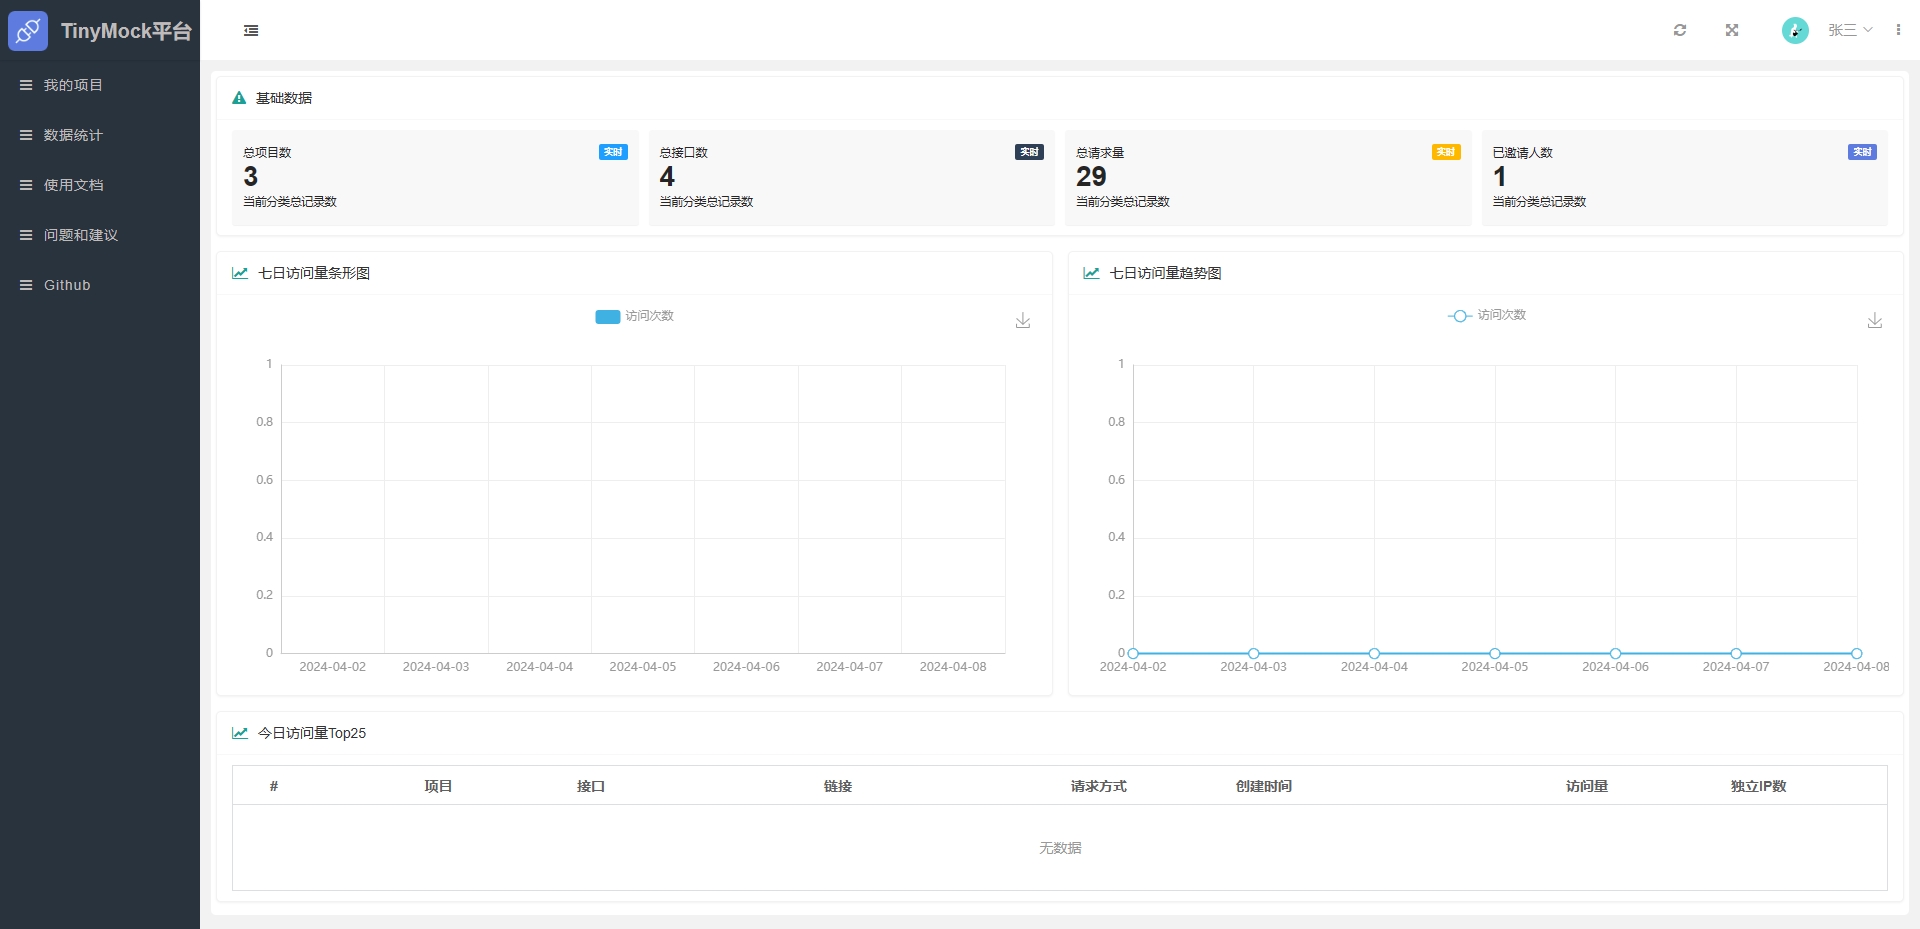 TinyMock平台
张三
我的项目
数据统计
使用文档
问题和建议
Github
基础数据
总项目数 实时
3
当前分类总记录数
总接口数 实时
4
当前分类总记录数
总请求量 实时
29
当前分类总记录数
已邀请人数 实时
1
当前分类总记录数
七日访问量条形图
访问次数
1
0.8
0.6
0.4
0.2
0
2024-04-02 2024-04-03 2024-04-04 2024-04-05 2024-04-06 2024-04-07 2024-04-08
七日访问量趋势图
访问次数
1
0.8
0.6
0.4
0.2
0
2024-04-02 2024-04-03 2024-04-04 2024-04-05 2024-04-06 2024-04-07 2024-04-08
今日访问量Top25
# 项目 接口 链接 请求方式 创建时间 访问量 独立IP数
无数据